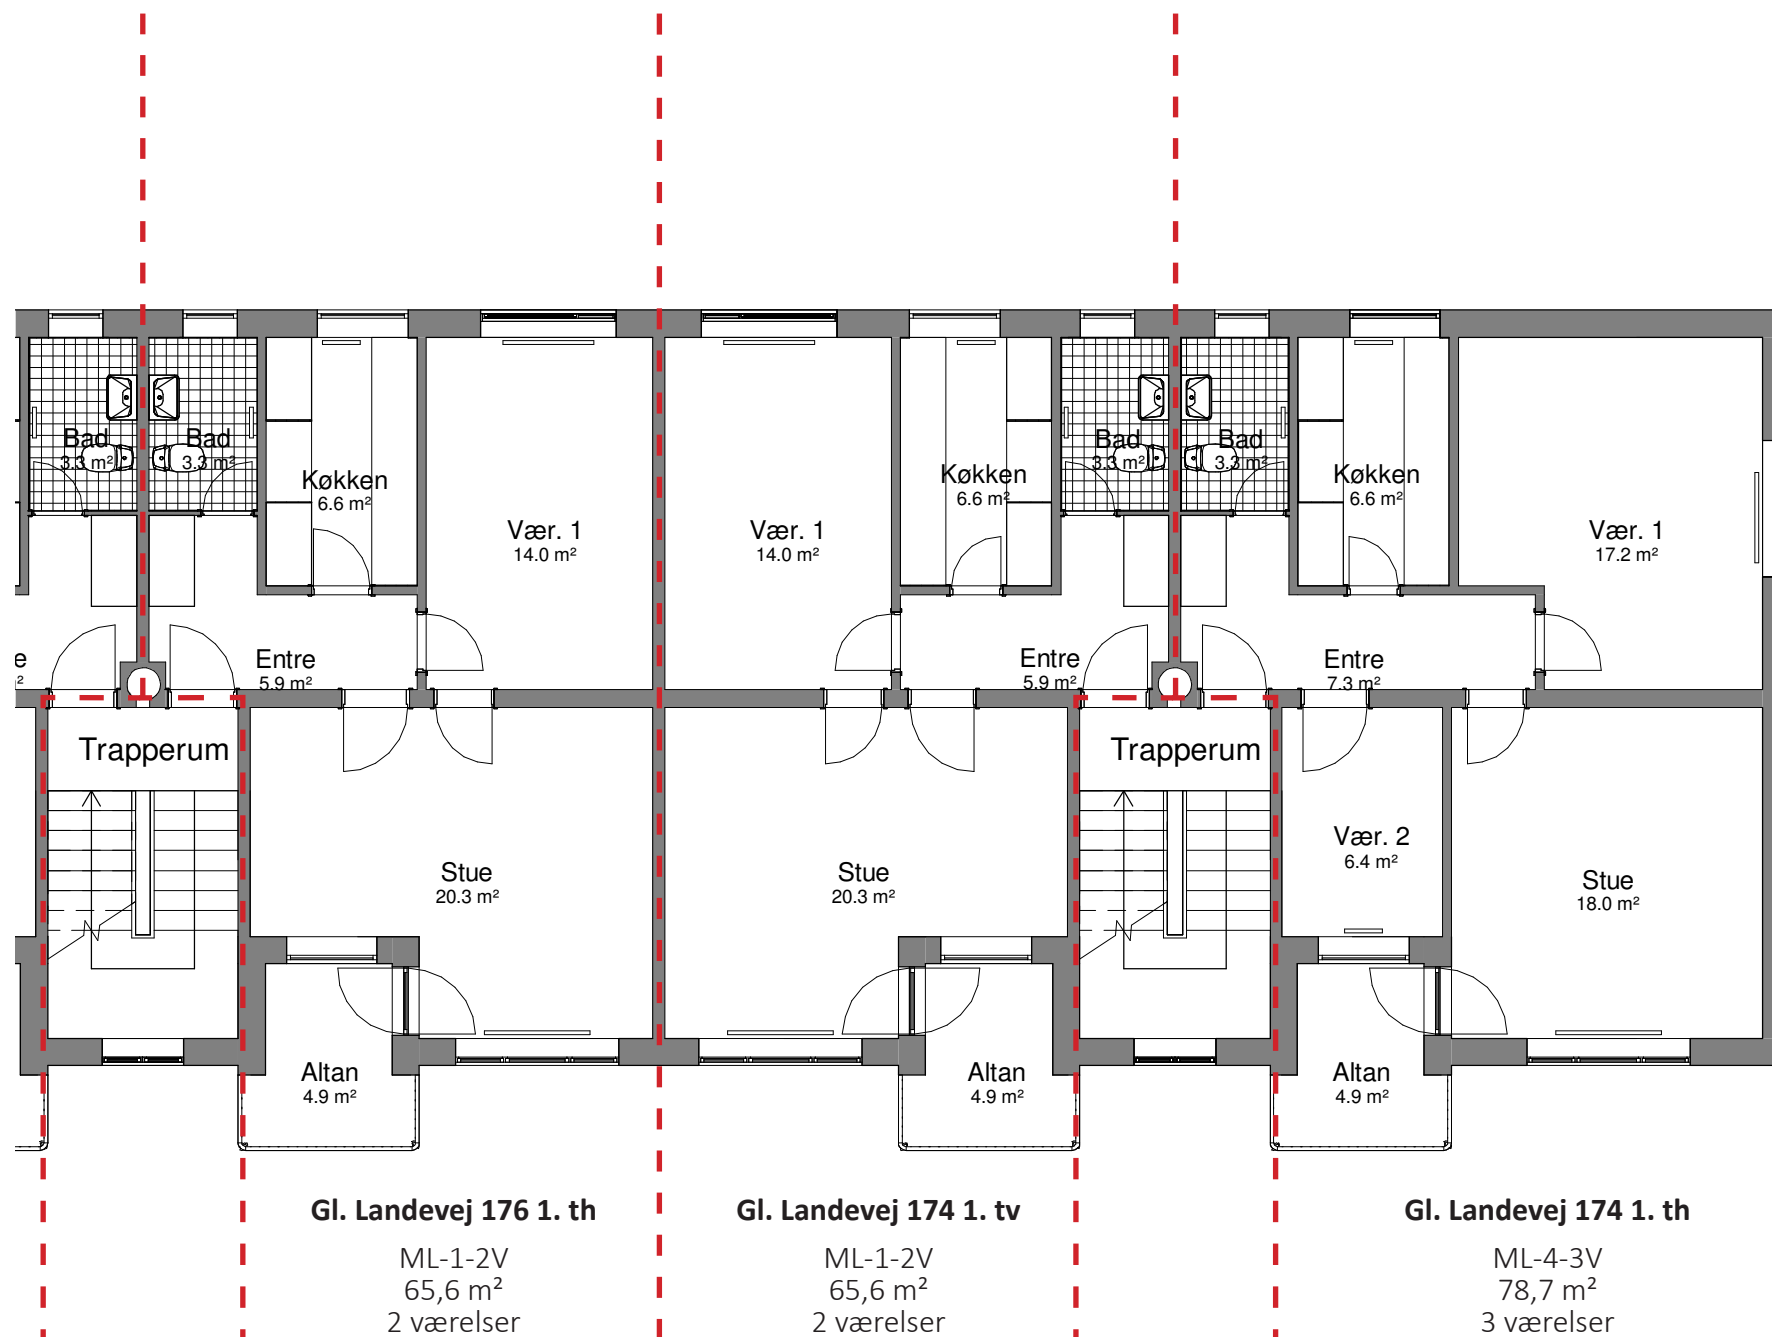 Bad
3.3 m²
Bad
3.3 m²
Køkken
6.6 m²
Vær. 1
14.0 m²
Vær. 1
14.0 m²
Køkken
6.6 m²
Bad
3.3 m²
Bad
3.3 m²
Køkken
6.6 m²
Vær. 1
17.2 m²
e
²
Entre
5.9 m²
Entre
5.9 m²
Entre
7.3 m²
Trapperum
Trapperum
Stue
20.3 m²
Stue
20.3 m²
Vær. 2
6.4 m²
Stue
18.0 m²
Altan
4.9 m²
Altan
4.9 m²
Altan
4.9 m²
Gl. Landevej 176 1. th
ML-1-2V
65,6 m²
2 værelser
Gl. Landevej 174 1. tv
ML-1-2V
65,6 m²
2 værelser
Gl. Landevej 174 1. th
ML-4-3V
78,7 m²
3 værelser